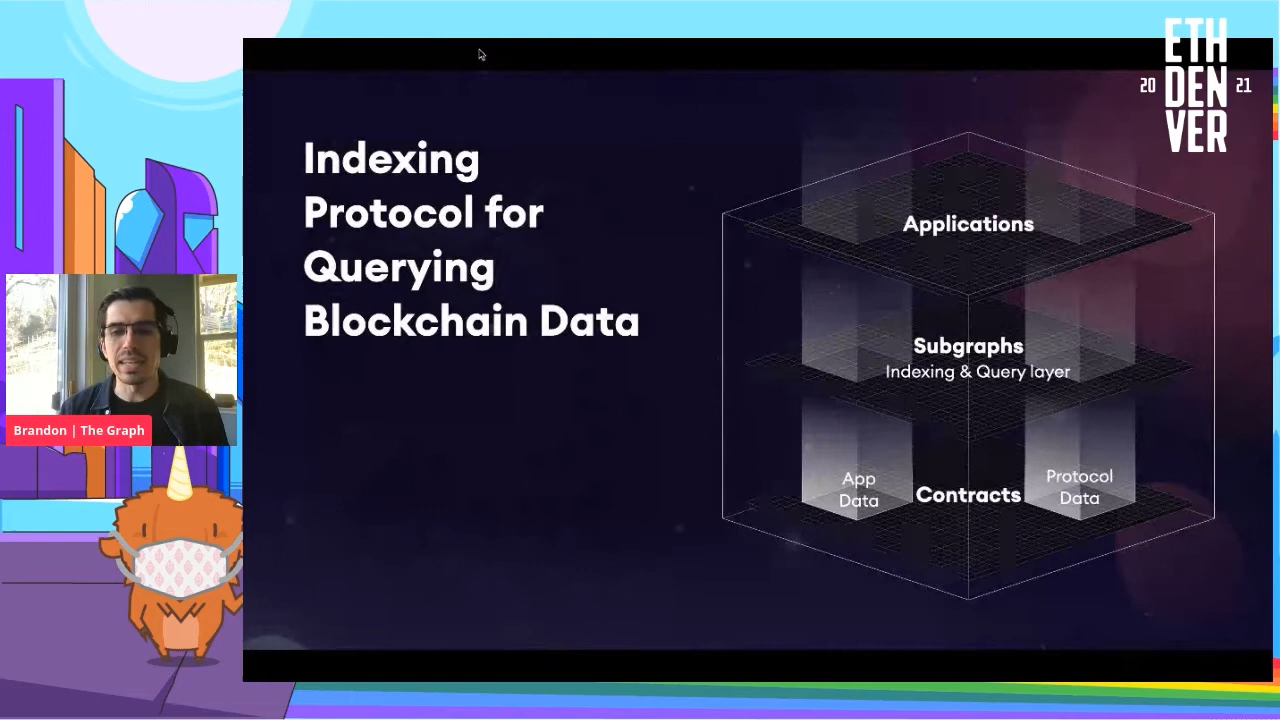 ETH
20 DEN 21
VER
Indexing
Protocol for
Querying
Blockchain Data
Applications
Subgraphs
Indexing & Query layer
App
Data
Contracts
Protocol
Data
Brandon | The Graph